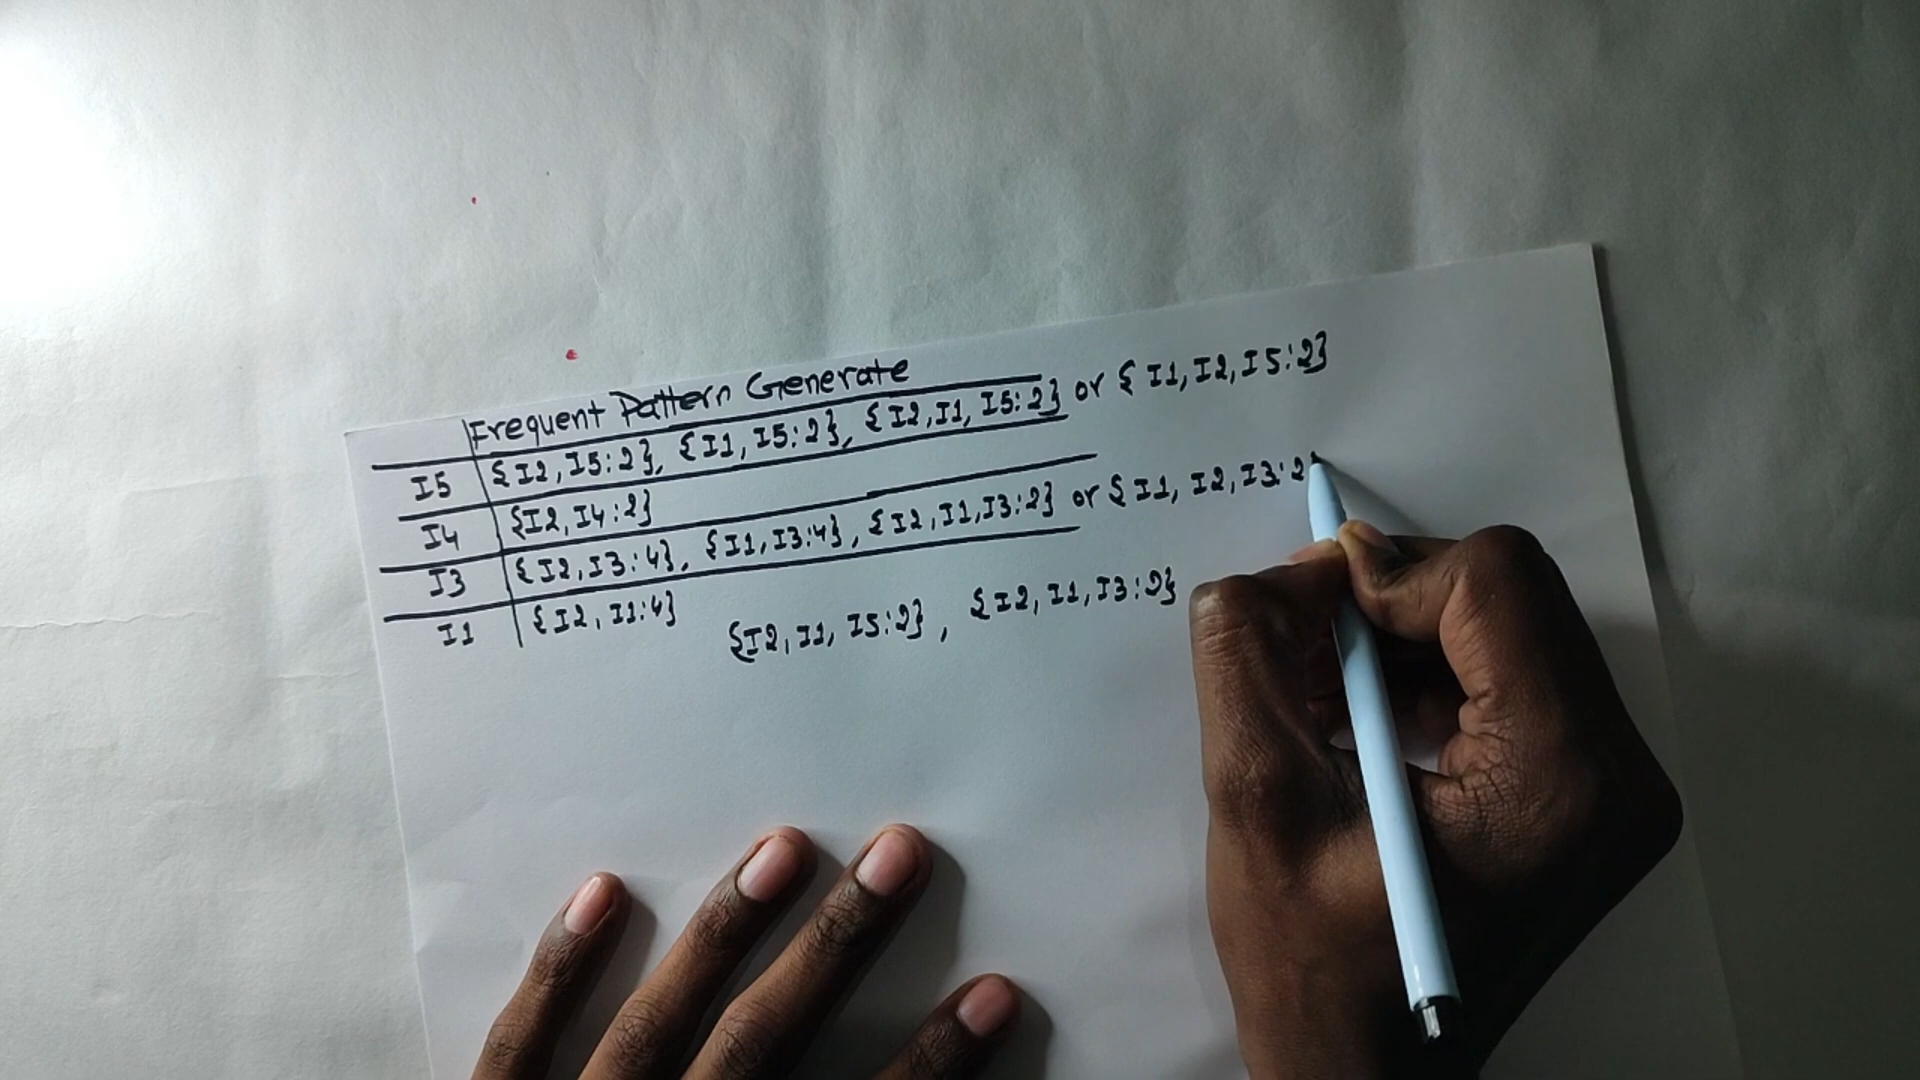 Frequent Pattern Generate
I5 {I2, I5:2}, {I1, I5:2}, {I2, I1, I5:2} or {I1, I2, I5:2}
I4 {I2, I4:2}
I3 {I2, I3:4}, {I1, I3:4}, {I2, I1, I3:2} or {I1, I2, I3:2}
I1 {I2, I1:4}
{I2, I1, I5:2}, {I2, I1, I3:2}